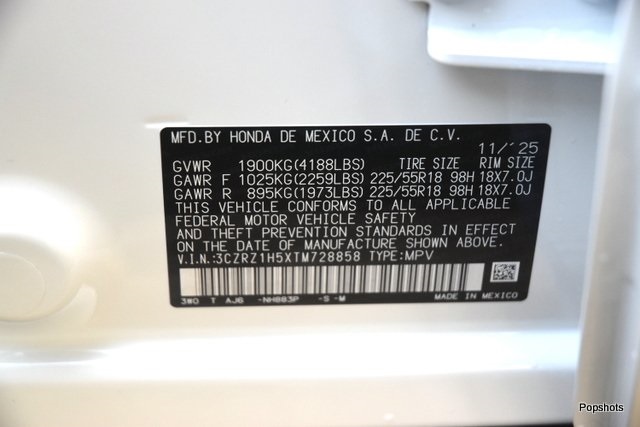 MFD.BY HONDA DE MEXICO S.A. DE C.V.
11/'25
GVWR 1900KG(4188LBS) TIRE SIZE RIM SIZE
GAWR F 1025KG(2259LBS) 225/55R18 98H 18X7.0J
GAWR R 895KG(1973LBS) 225/55R18 98H 18X7.0J
THIS VEHICLE CONFORMS TO ALL APPLICABLE
FEDERAL MOTOR VEHICLE SAFETY
AND THEFT PREVENTION STANDARDS IN EFFECT
ON THE DATE OF MANUFACTURE SHOWN ABOVE.
V.I.N.:3CZRZ1H5XTM728858 TYPE:MPV
3W0 T AJ6 -NH883P -S -M MADE IN MEXICO
Popshots